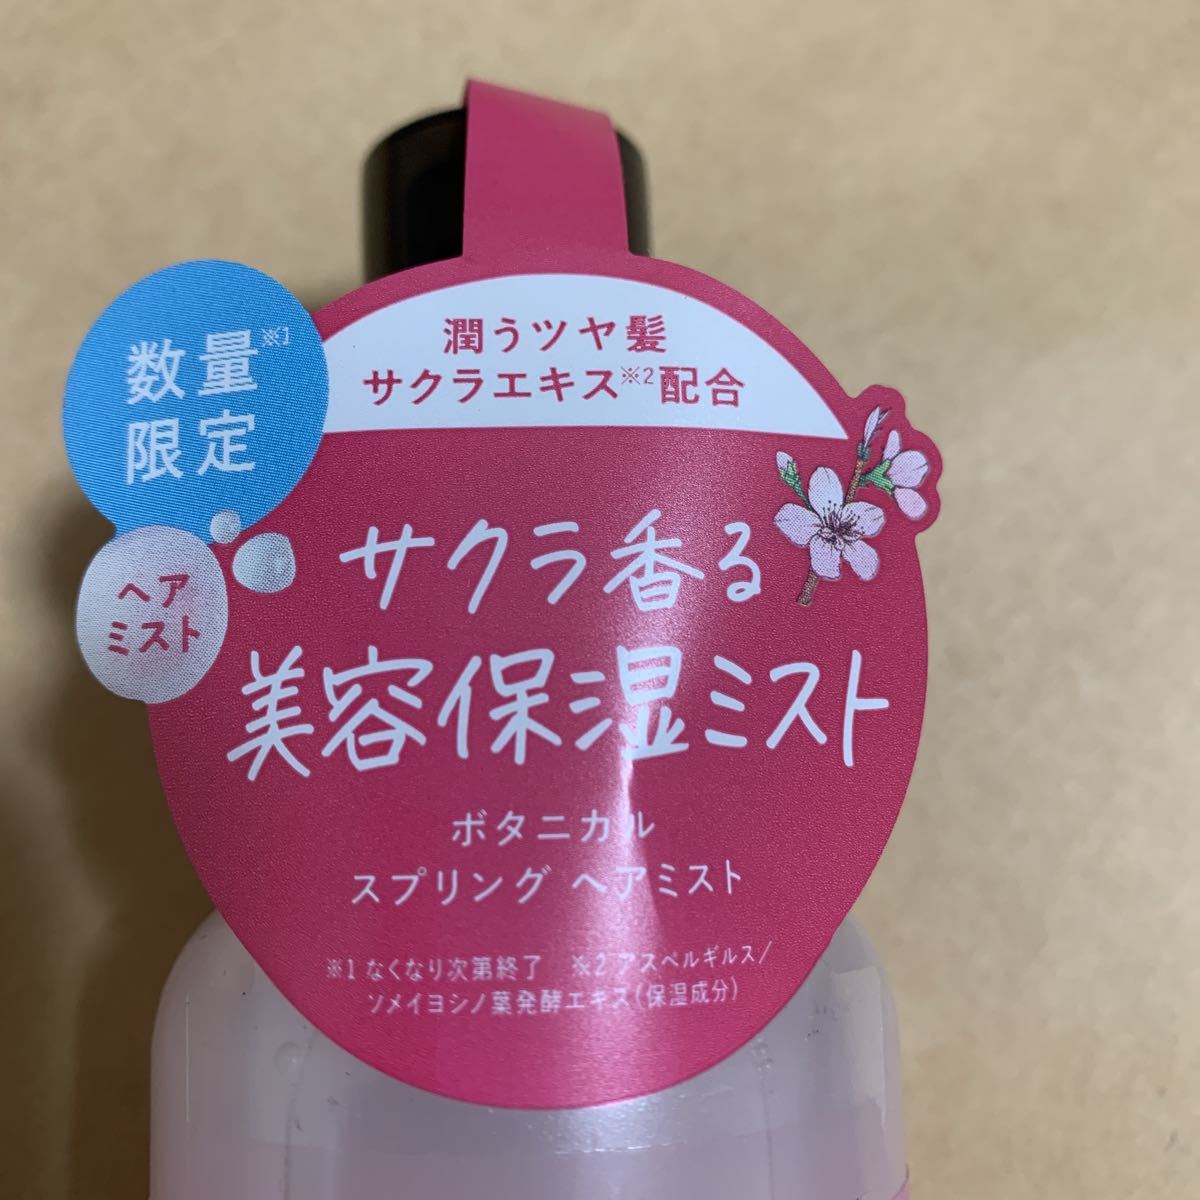 数量※1
限定
ヘア
ミスト
潤うツヤ髪
サクラエキス※2配合
サクラ香る
美容保湿ミスト
ボタニカル
スプリング ヘアミスト
※1 なくなり次第終了 ※2 アスペルギルス/
ソメイヨシノ葉発酵エキス(保湿成分)